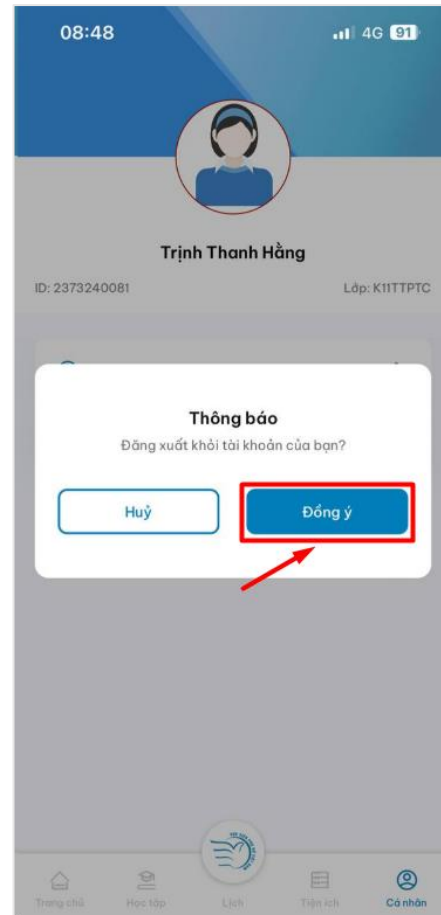 08:48
4G 91
Trịnh Thanh Hằng
ID: 2373240081
Lớp: K11TTPTC
Thông báo
Đăng xuất khỏi tài khoản của bạn?
Huỷ
Đồng ý
Trang chủ
Học tập
Lịch
Tiện ích
Cá nhân